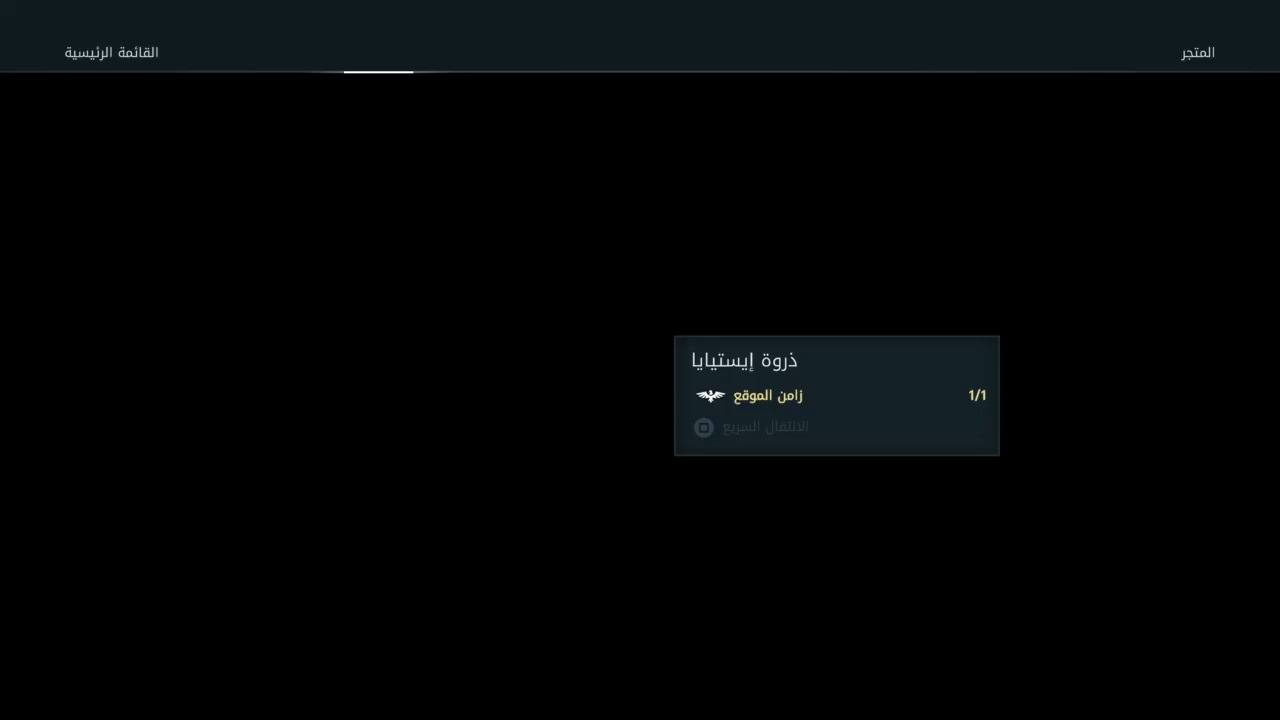 القائمة الرئيسية
المتجر
ذروة إيستيايا
زامن الموقع
1/1
الانتقال السريع